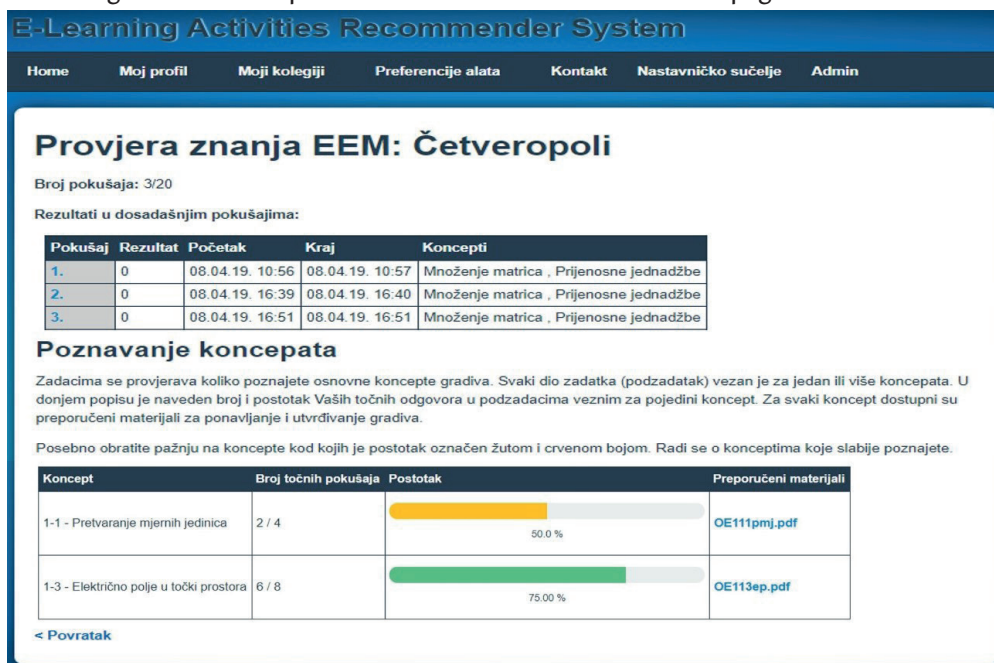 E-Learning Activities Recommender System
Home Moj profil Moji kolegiji Preferencije alata Kontakt Nastavničko sučelje Admin
Provjera znanja EEM: Četveropoli
Broj pokušaja: 3/20
Rezultati u dosadašnjim pokušajima:
Pokušaj Rezultat Početak Kraj Koncepti
1. 0 08.04.19. 10:56 08.04.19. 10:57 Množenje matrica , Prijenosne jednadžbe
2. 0 08.04.19. 16:39 08.04.19. 16:40 Množenje matrica , Prijenosne jednadžbe
3. 0 08.04.19. 16:51 08.04.19. 16:51 Množenje matrica , Prijenosne jednadžbe
Poznavanje koncepata
Zadacima se provjerava koliko poznajete osnovne koncepte gradiva. Svaki dio zadatka (podzadatak) vezan je za jedan ili više koncepata. U
donjem popisu je naveden broj i postotak Vaših točnih odgovora u podzadacima veznim za pojedini koncept. Za svaki koncept dostupni su
preporučeni materijali za ponavljanje i utvrđivanje gradiva.
Posebno obratite pažnju na koncepte kod kojih je postotak označen žutom i crvenom bojom. Radi se o konceptima koje slabije poznajete.
Koncept Broj točnih pokušaja Postotak Preporučeni materijali
1-1 - Pretvaranje mjernih jedinica 2 / 4 50.0 % OE111pmj.pdf
1-3 - Električno polje u točki prostora 6 / 8 75.00 % OE113ep.pdf
< Povratak